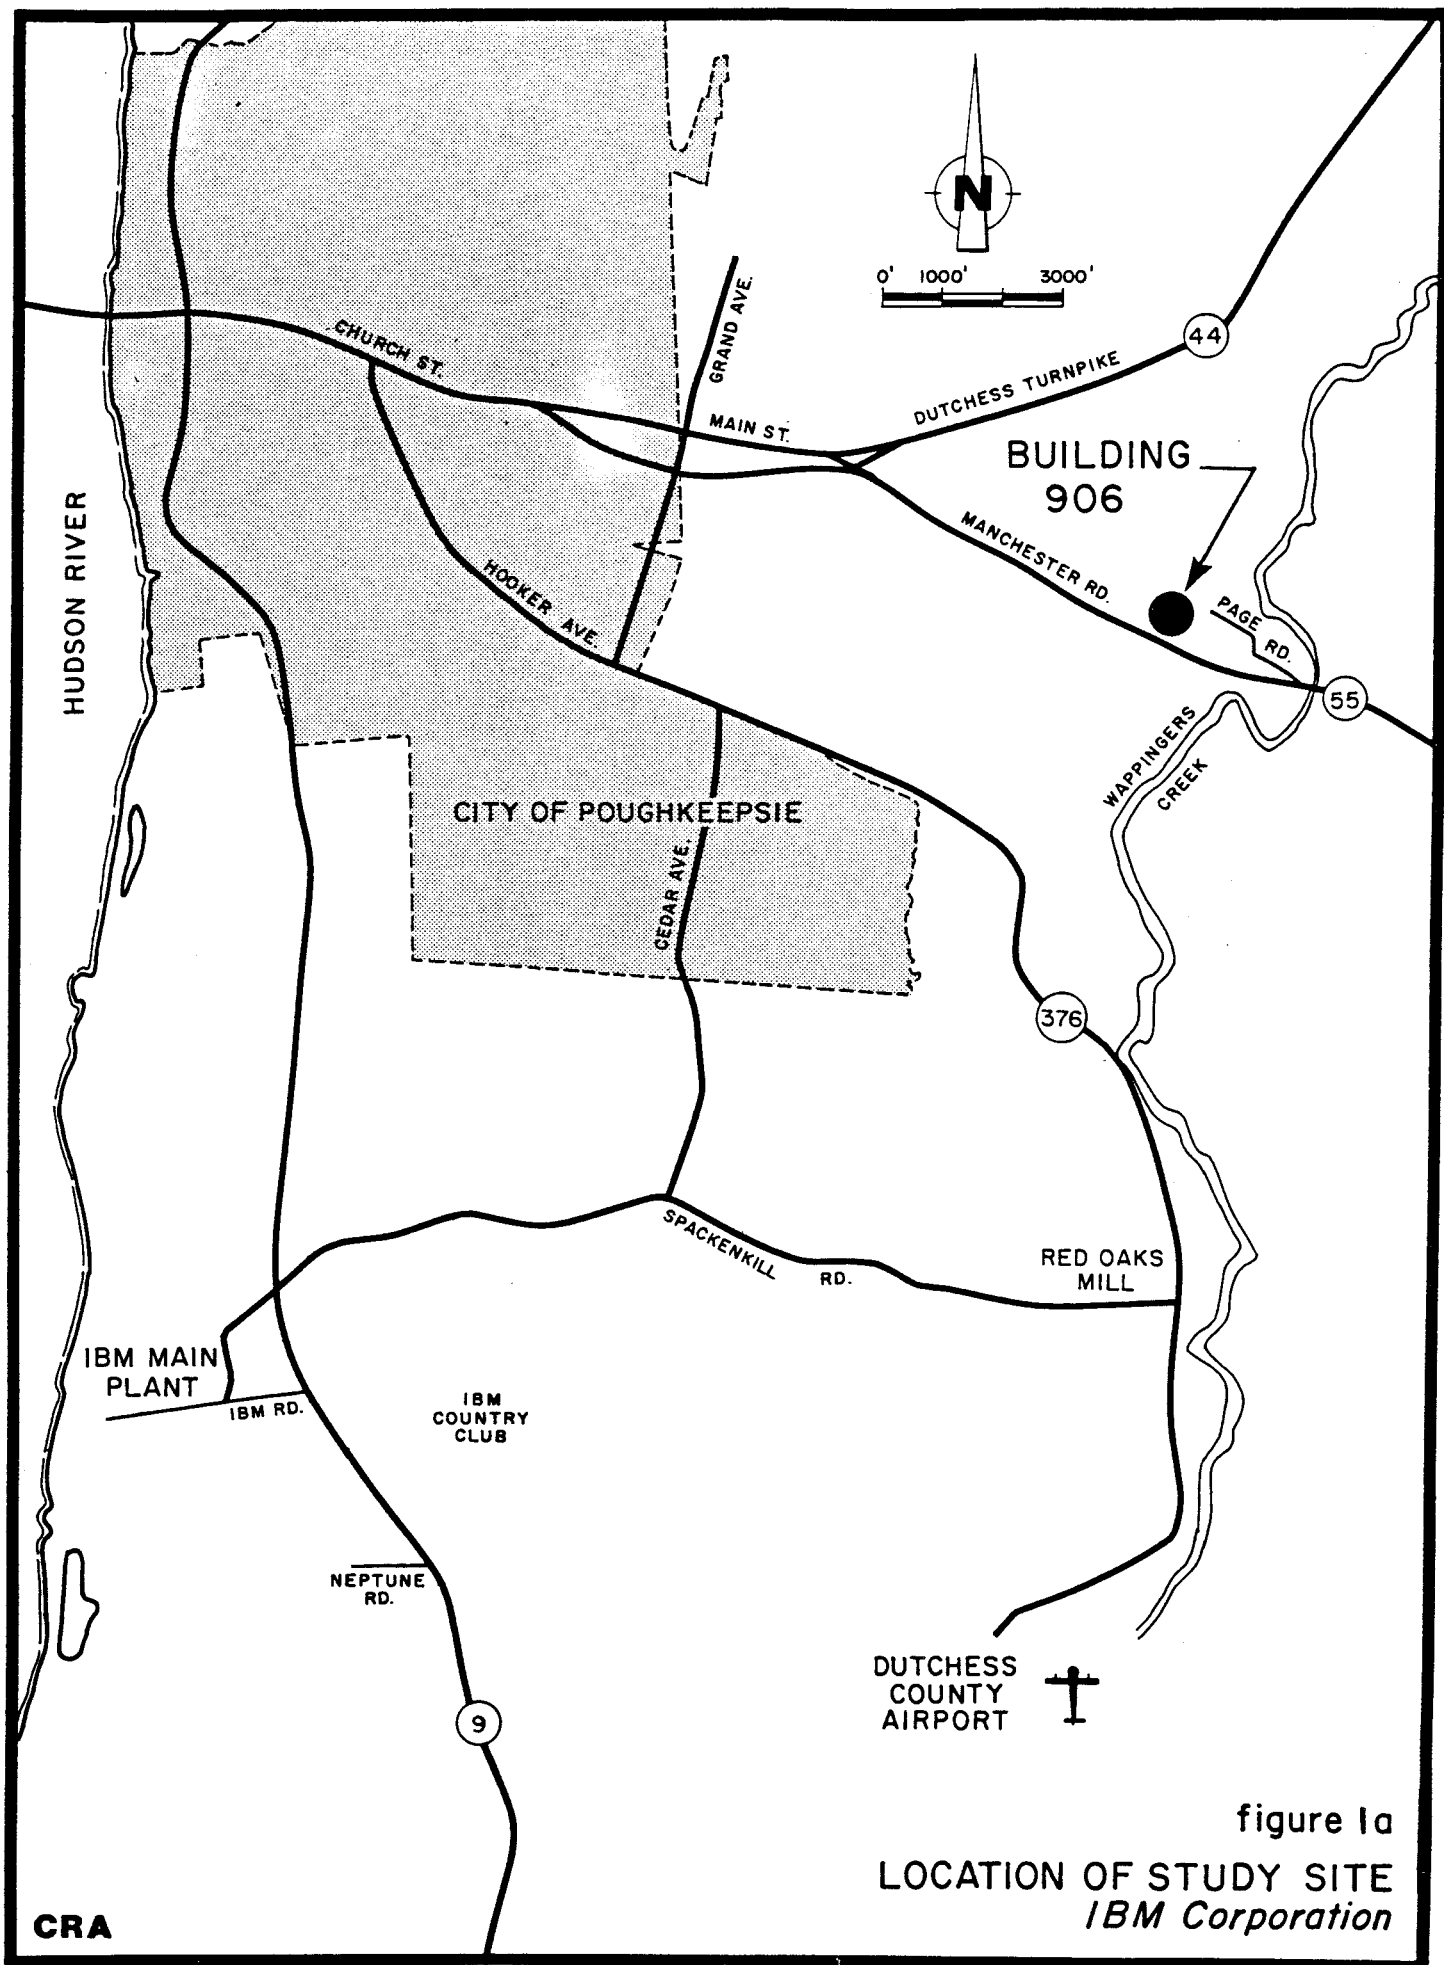 N
0' 1000' 3000'
GRAND AVE.
CHURCH ST.
44
DUTCHESS TURNPIKE
MAIN ST.
BUILDING
906
MANCHESTER RD.
HUDSON RIVER
HOOKER AVE.
PAGE RD.
55
WAPPINGERS
CREEK
CITY OF POUGHKEEPSIE
CEDAR AVE.
376
SPACKENKILL RD.
RED OAKS
MILL
IBM MAIN
PLANT
IBM RD.
IBM
COUNTRY
CLUB
NEPTUNE
RD.
DUTCHESS
COUNTY
AIRPORT
9
figure 1a
LOCATION OF STUDY SITE
IBM Corporation
CRA